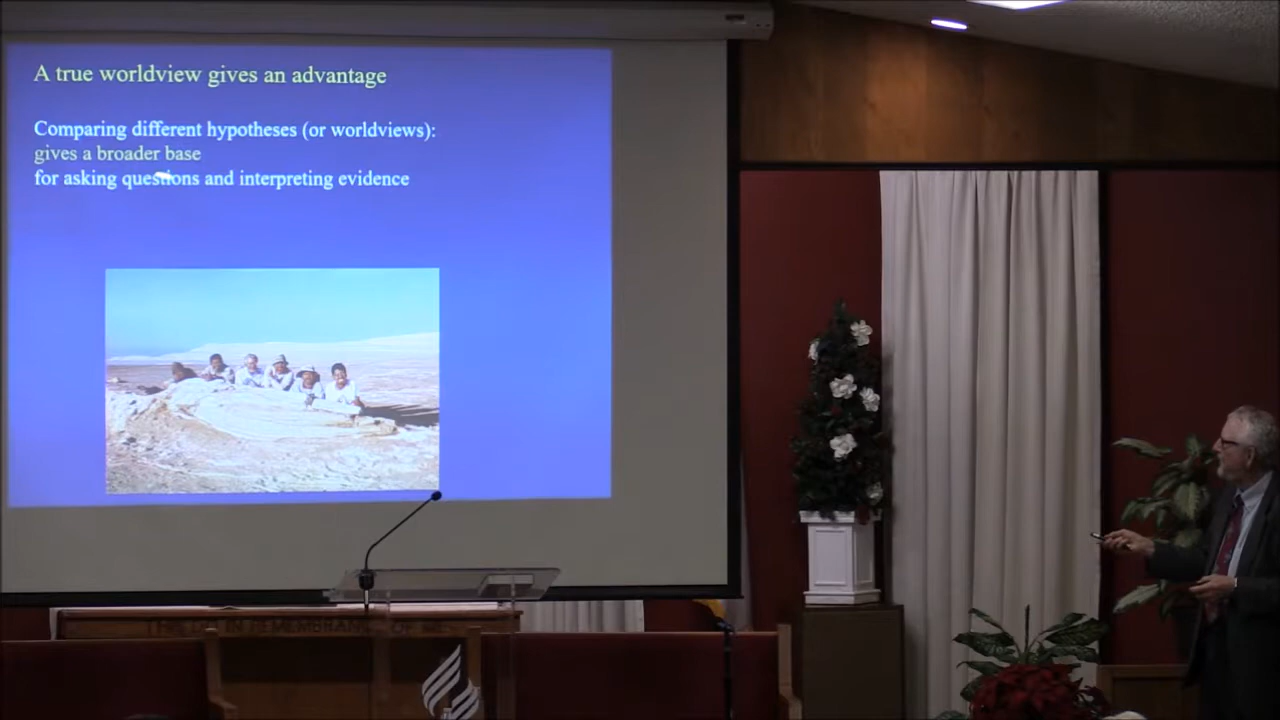 A true worldview gives an advantage
Comparing different hypotheses (or worldviews):
gives a broader base
for asking questions and interpreting evidence